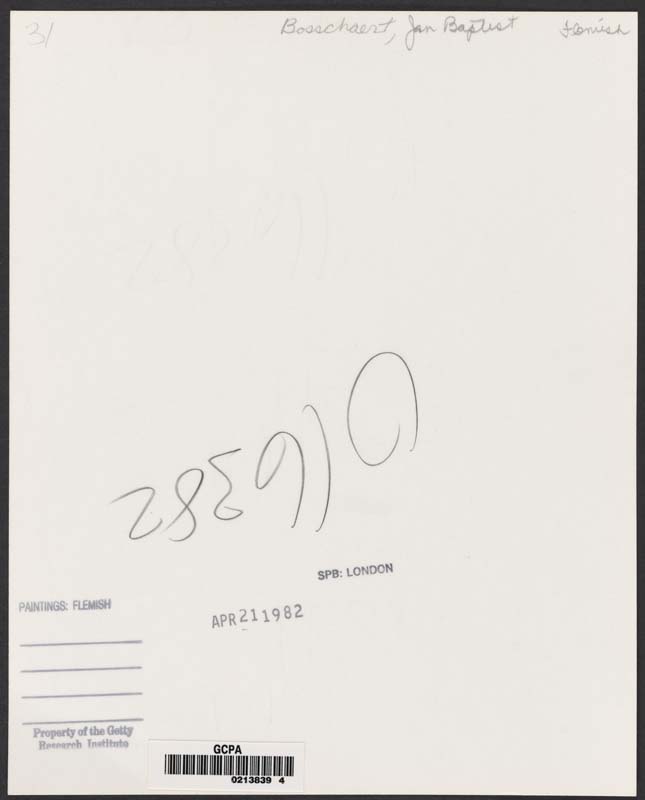 31
Bosschaert, Jan Baptist Flemish
SPB: LONDON
PAINTINGS: FLEMISH
APR 21 1982
Property of the Getty
Research Institute
GCPA
0213839 4